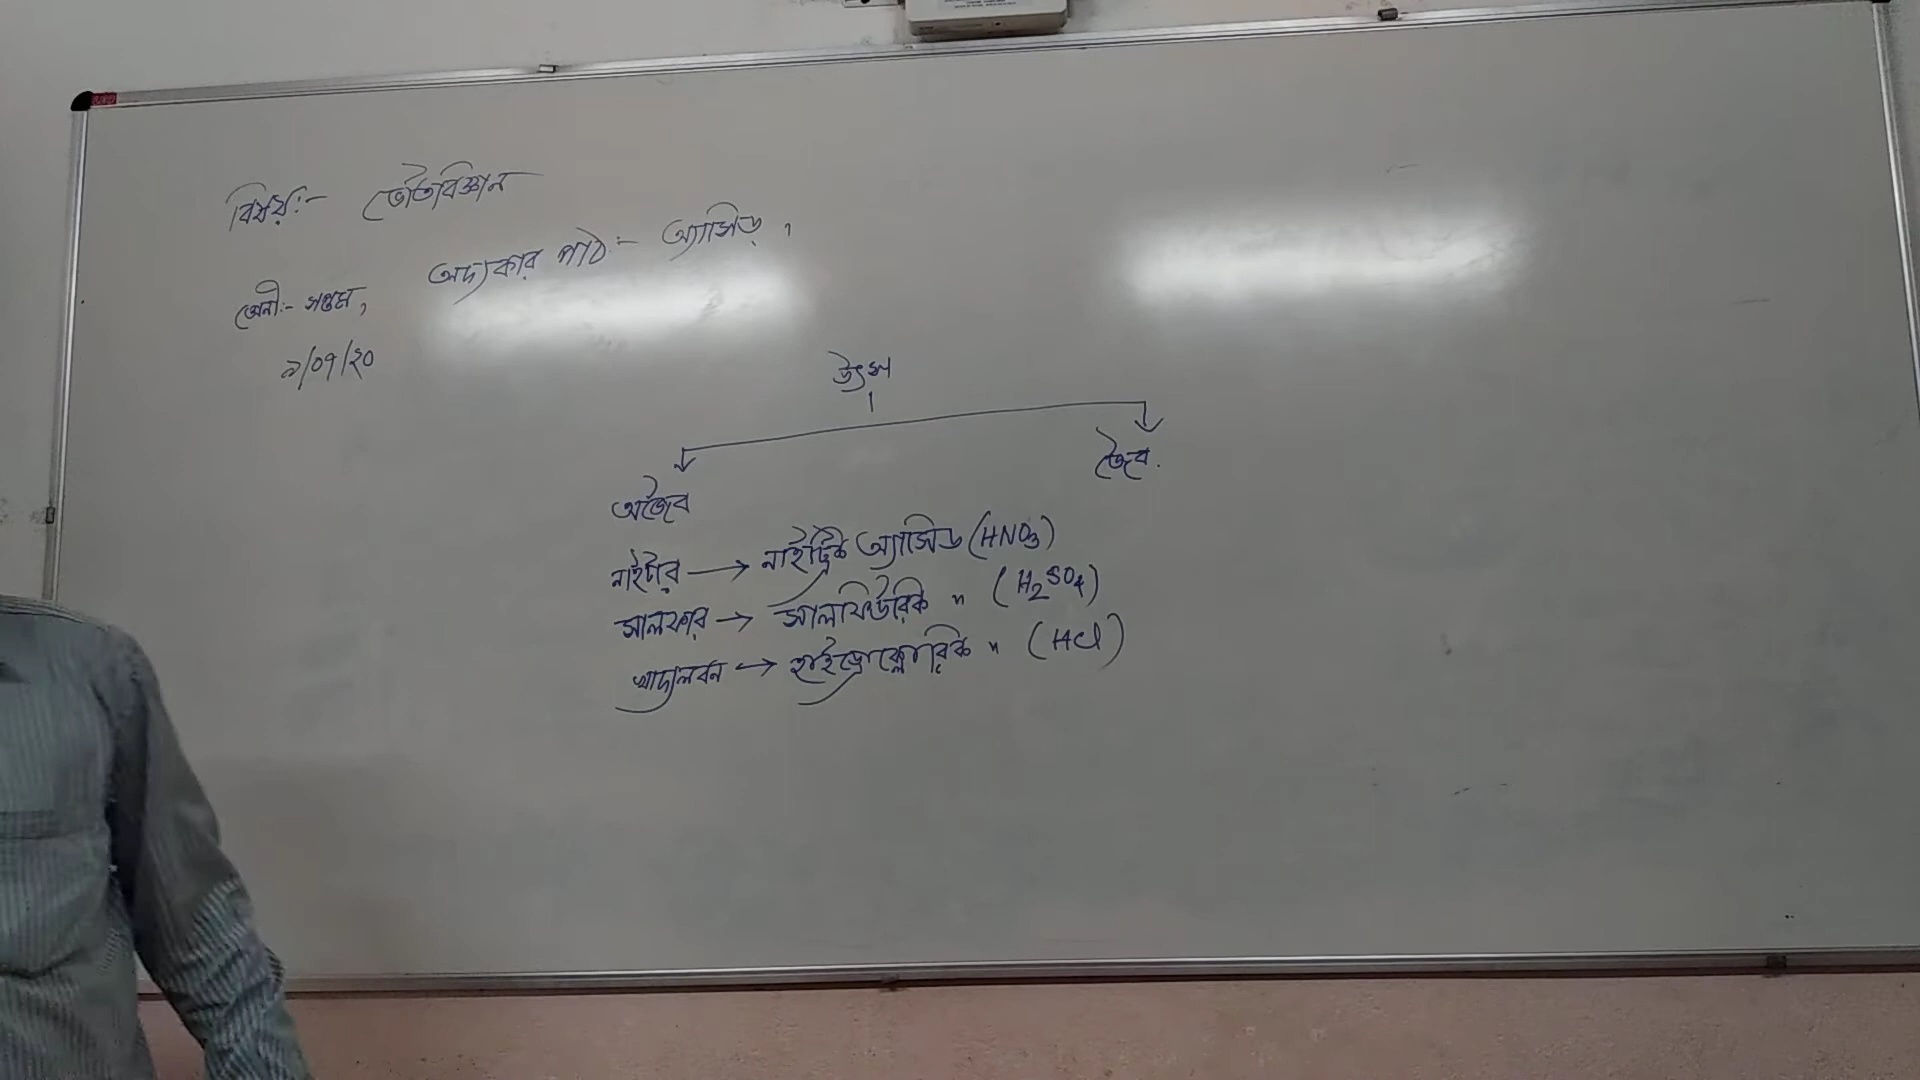 বিষয়:- ভৌতবিজ্ঞান
অদ্যকার পাঠ:- অ্যাসিড,
শ্রেনী:- সপ্তম,
৯/০৭/২০
উৎস
অজৈব জৈব.
নাইটার → নাইট্রিক অ্যাসিড (HNO3)
সালফার → সালফিউরিক " (H2SO4)
খাদ্যলবন → হাইড্রোক্লোরিক " (HCl)